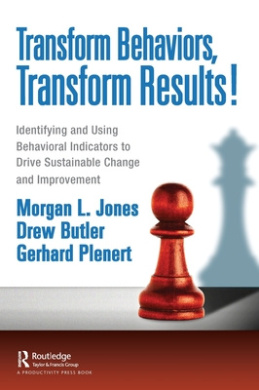 Transform Behaviors,
Transform Results!
Identifying and Using
Behavioral Indicators to
Drive Sustainable Change
and Improvement
Morgan L. Jones
Drew Butler
Gerhard Plenert
Routledge
Taylor & Francis Group
A PRODUCTIVITY PRESS BOOK